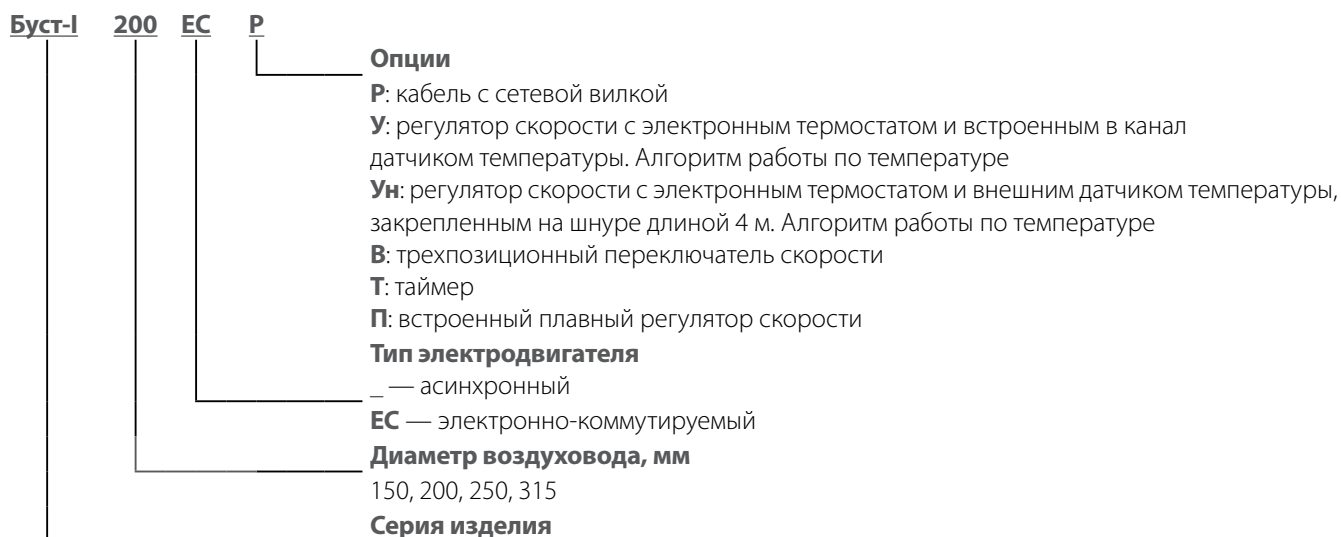 Буст-I 200 ЕС Р
Опции
Р: кабель с сетевой вилкой
У: регулятор скорости с электронным термостатом и встроенным в канал
датчиком температуры. Алгоритм работы по температуре
Ун: регулятор скорости с электронным термостатом и внешним датчиком температуры,
закрепленным на шнуре длиной 4 м. Алгоритм работы по температуре
В: трехпозиционный переключатель скорости
Т: таймер
П: встроенный плавный регулятор скорости
Тип электродвигателя
_ — асинхронный
ЕС — электронно-коммутируемый
Диаметр воздуховода, мм
150, 200, 250, 315
Серия изделия